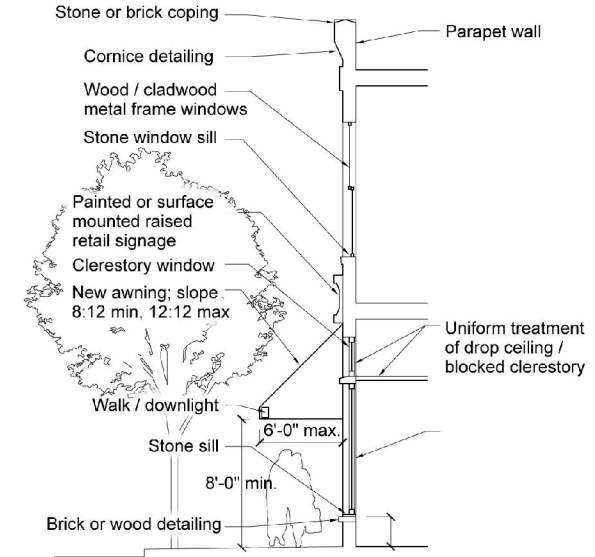 Stone or brick coping
Parapet wall
Cornice detailing
Wood / cladwood
metal frame windows
Stone window sill
Painted or surface
mounted raised
retail signage
Clerestory window
New awning; slope
8:12 min, 12:12 max
Uniform treatment
of drop ceiling /
blocked clerestory
Walk / downlight
6'-0" max.
Stone sill
8'-0" min.
Brick or wood detailing